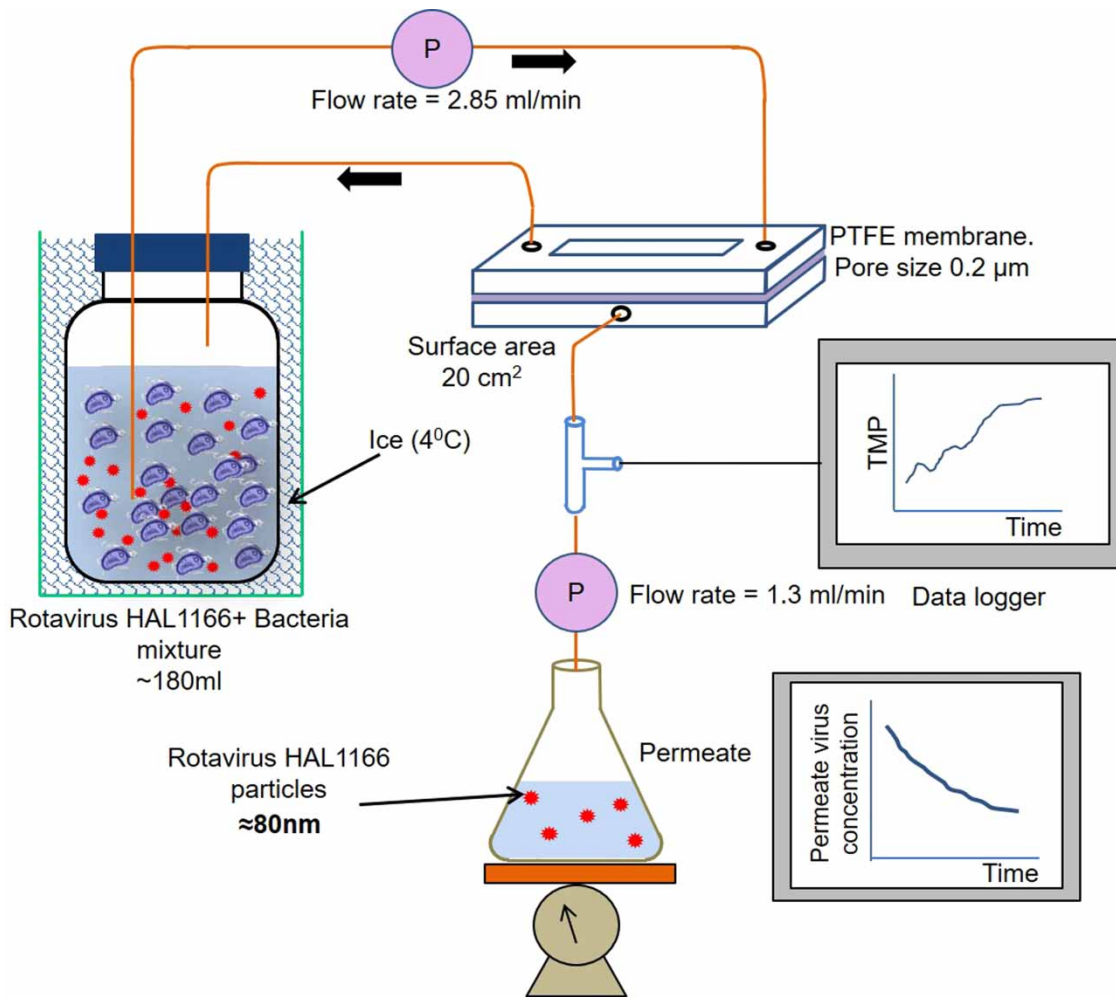 P
Flow rate = 2.85 ml/min
PTFE membrane.
Pore size 0.2 µm
Surface area
20 cm²
Ice (4⁰C)
TMP
Time
P
Flow rate = 1.3 ml/min
Data logger
Rotavirus HAL1166+ Bacteria
mixture
~180ml
Rotavirus HAL1166
particles
≈80nm
Permeate
Permeate virus
concentration
Time